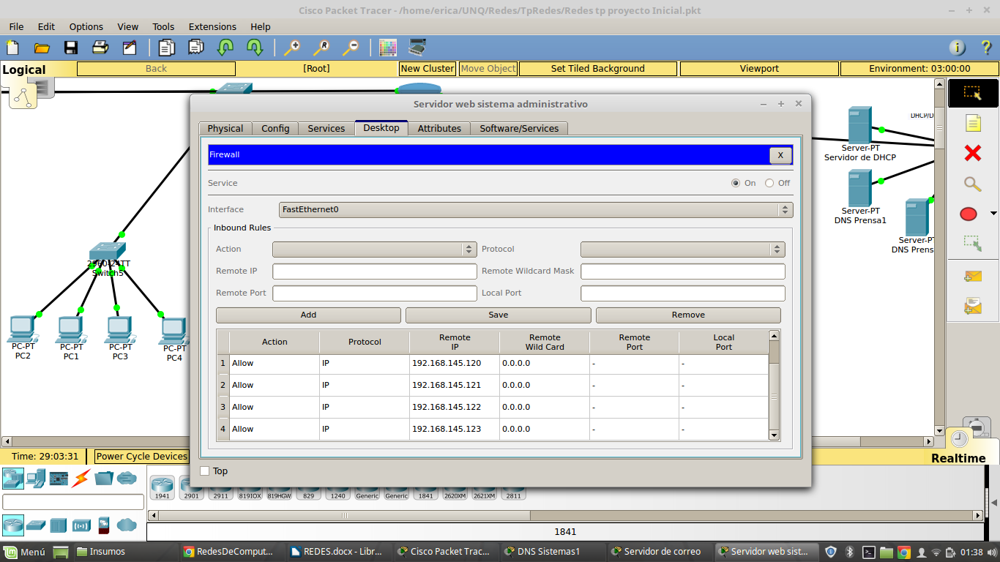 Cisco Packet Tracer - /home/erica/UNQ/Redes/TpRedes/Redes tp proyecto Inicial.pkt
File Edit Options View Tools Extensions Help
Logical Back [Root] New Cluster Move Object Set Tiled Background Viewport Environment: 03:00:00
Servidor web sistema administrativo
Physical Config Services Desktop Attributes Software/Services
Firewall X
Service On Off
Interface FastEthernet0
Inbound Rules
Action Protocol
Remote IP Remote Wildcard Mask
Remote Port Local Port
Add Save Remove
Action Protocol Remote IP Remote Wild Card Remote Port Local Port
1 Allow IP 192.168.145.120 0.0.0.0 - -
2 Allow IP 192.168.145.121 0.0.0.0 - -
3 Allow IP 192.168.145.122 0.0.0.0 - -
4 Allow IP 192.168.145.123 0.0.0.0 - -
Top
2960-24TT
Switch5
PC-PT
PC2
PC-PT
PC1
PC-PT
PC3
PC-PT
PC4
DHCP/D
Server-PT
Servidor de DHCP
Server-PT
DNS Prensa1
Server-PT
DNS Prens
Time: 29:03:31 Power Cycle Devices
Realtime
1941 2901 2911 819IOX 819HGW 829 1240 Generic Generic 1841 2620XM 2621XM 2811
1841
Menú Insumos RedesDeComput... REDES.docx - Libr... Cisco Packet Trac... DNS Sistemas1 Servidor de correo Servidor web sist... 01:38